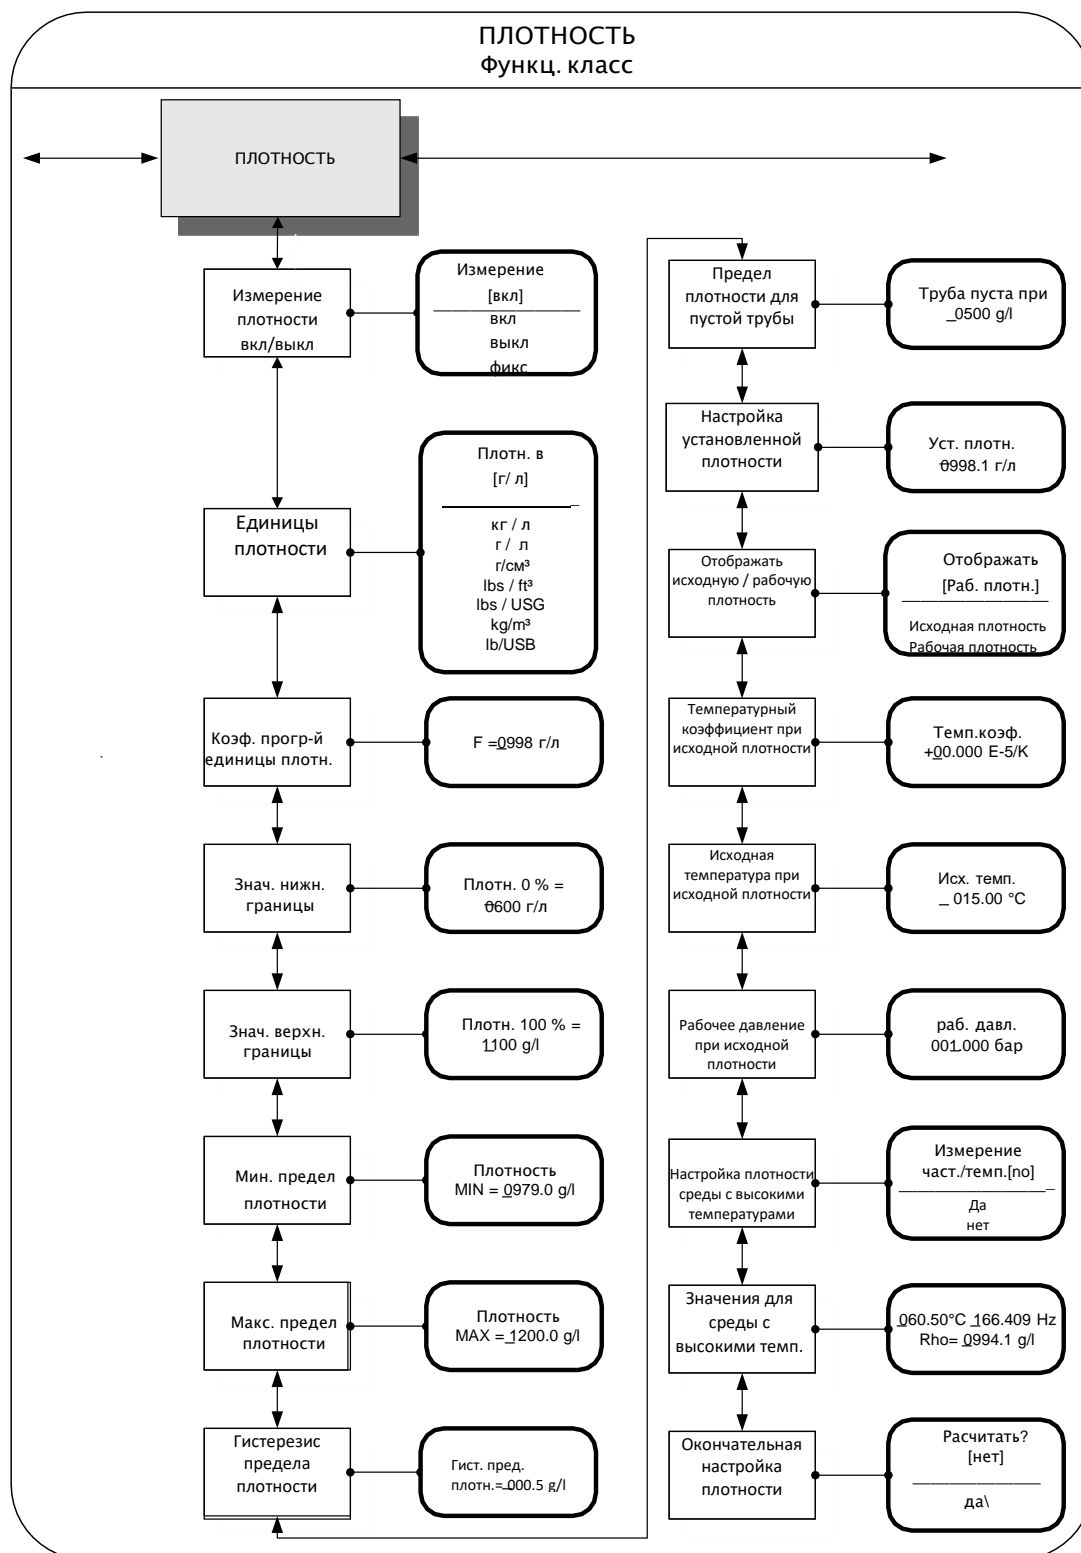 ПЛОТНОСТЬ
Функц. класс
ПЛОТНОСТЬ
Измерение
плотности
вкл/выкл
Измерение
[вкл]
вкл
выкл
фикс
Единицы
плотности
Плотн. в
[г/ л]
кг / л
г / л
г/см³
lbs / ft³
lbs / USG
kg/m³
lb/USB
Коэф. прогр-й
единицы плотн.
F =0998 г/л
Знач. нижн.
границы
Плотн. 0 % =
0600 г/л
Знач. верхн.
границы
Плотн. 100 % =
1100 g/l
Мин. предел
плотности
Плотность
MIN = 0979.0 g/l
Макс. предел
плотности
Плотность
MAX = 1200.0 g/l
Гистерезис
предела
плотности
Гист. пред.
плотн.= 000.5 g/l
Предел
плотности для
пустой трубы
Труба пуста при
_0500 g/l
Настройка
установленной
плотности
Уст. плотн.
0998.1 г/л
Отображать
исходную / рабочую
плотность
Отображать
[Раб. плотн.]
Исходная плотность
Рабочая плотность
Температурный
коэффициент при
исходной плотности
Темп.коэф.
+00.000 E-5/K
Исходная
температура при
исходной плотности
Исх. темп.
_ 015.00 °C
Рабочее давление
при исходной
плотности
раб. давл.
001.000 бар
Настройка плотности
среды с высокими
температурами
Измерение
част./темп.[no]
Да
нет
Значения для
среды с
высокими темп.
060.50°C 166.409 Hz
Rho= 0994.1 g/l
Окончательная
настройка
плотности
Расчитать?
[нет]
да\